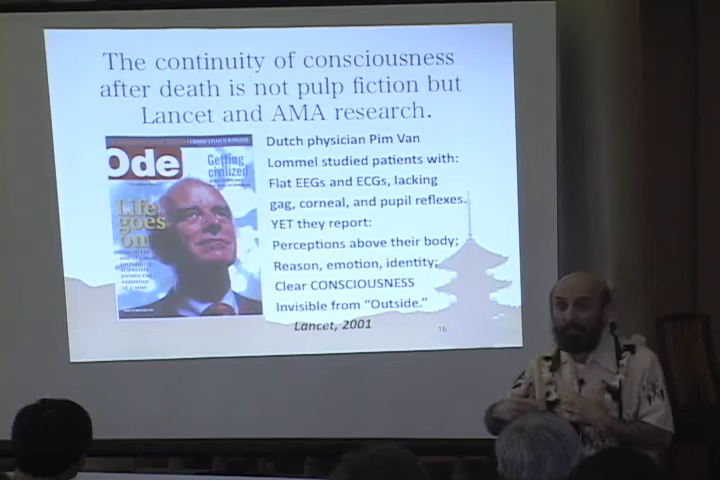 The continuity of consciousness
after death is not pulp fiction but
Lancet and AMA research.
Ode
Getting
civilized
Life
goes
on
Dutch physician Pim Van
Lommel studied patients with:
Flat EEGs and ECGs, lacking
gag, corneal, and pupil reflexes.
YET they report:
Perceptions above their body;
Reason, emotion, identity;
Clear CONSCIOUSNESS
Invisible from “Outside.”
Lancet, 2001
16